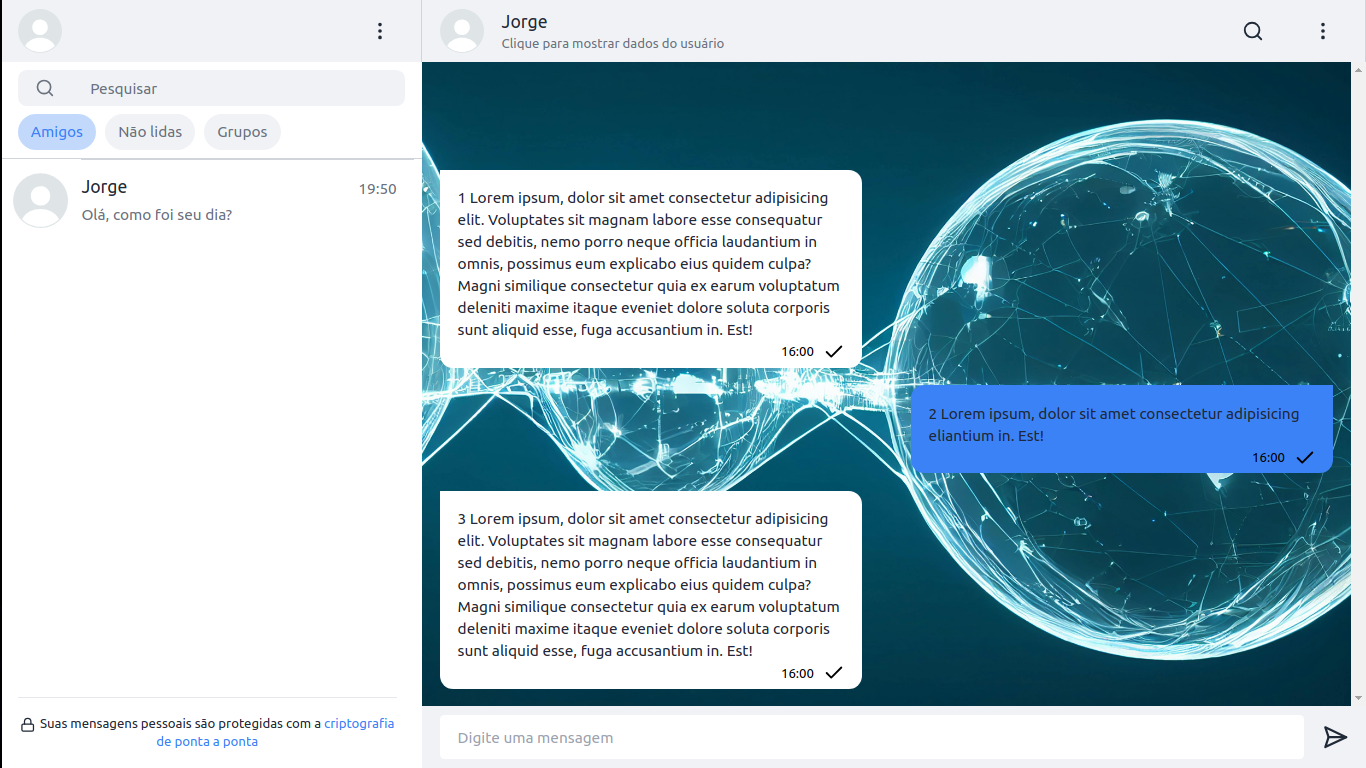 Jorge
Clique para mostrar dados do usuário
Pesquisar
Amigos
Não lidas
Grupos
Jorge
19:50
Olá, como foi seu dia?
1 Lorem ipsum, dolor sit amet consectetur adipisicing
elit. Voluptates sit magnam labore esse consequatur
sed debitis, nemo porro neque officia laudantium in
omnis, possimus eum explicabo eius quidem culpa?
Magni similique consectetur quia ex earum voluptatum
deleniti maxime itaque eveniet dolore soluta corporis
sunt aliquid esse, fuga accusantium in. Est!
16:00
2 Lorem ipsum, dolor sit amet consectetur adipisicing
eliantium in. Est!
16:00
3 Lorem ipsum, dolor sit amet consectetur adipisicing
elit. Voluptates sit magnam labore esse consequatur
sed debitis, nemo porro neque officia laudantium in
omnis, possimus eum explicabo eius quidem culpa?
Magni similique consectetur quia ex earum voluptatum
deleniti maxime itaque eveniet dolore soluta corporis
sunt aliquid esse, fuga accusantium in. Est!
16:00
Suas mensagens pessoais são protegidas com a criptografia
de ponta a ponta
Digite uma mensagem